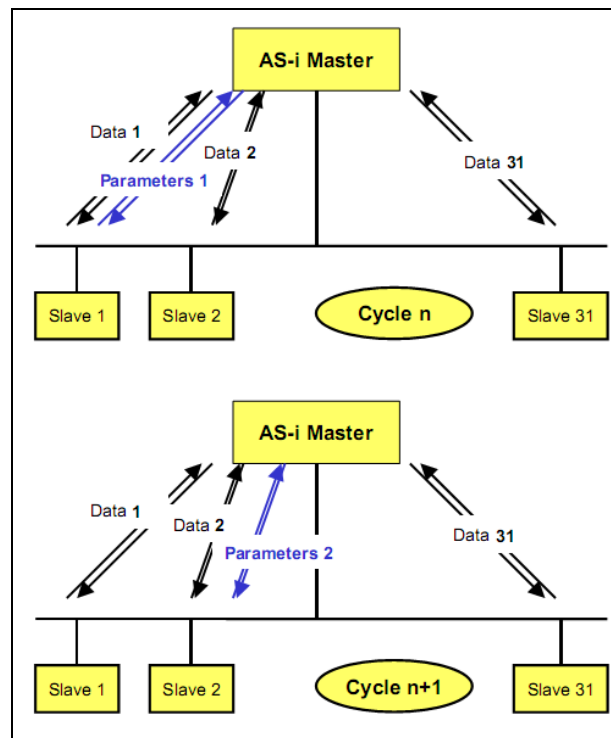 AS-i Master
Data 1
Data 2
Parameters 1
Data 31
Slave 1
Slave 2
Cycle n
Slave 31
AS-i Master
Data 1
Data 2
Data 31
Parameters 2
Slave 1
Slave 2
Cycle n+1
Slave 31